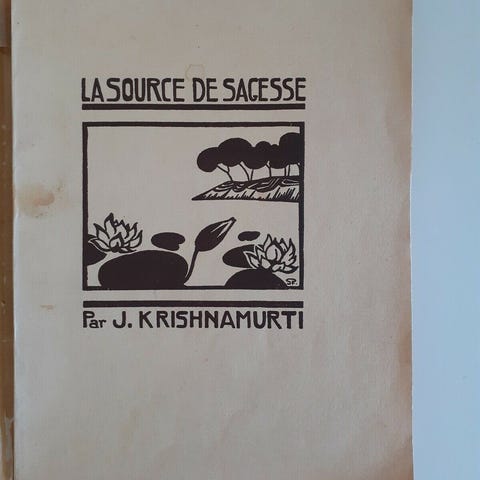 LA SOURCE DE SAGESSE
Par J. KRISHNAMURTI